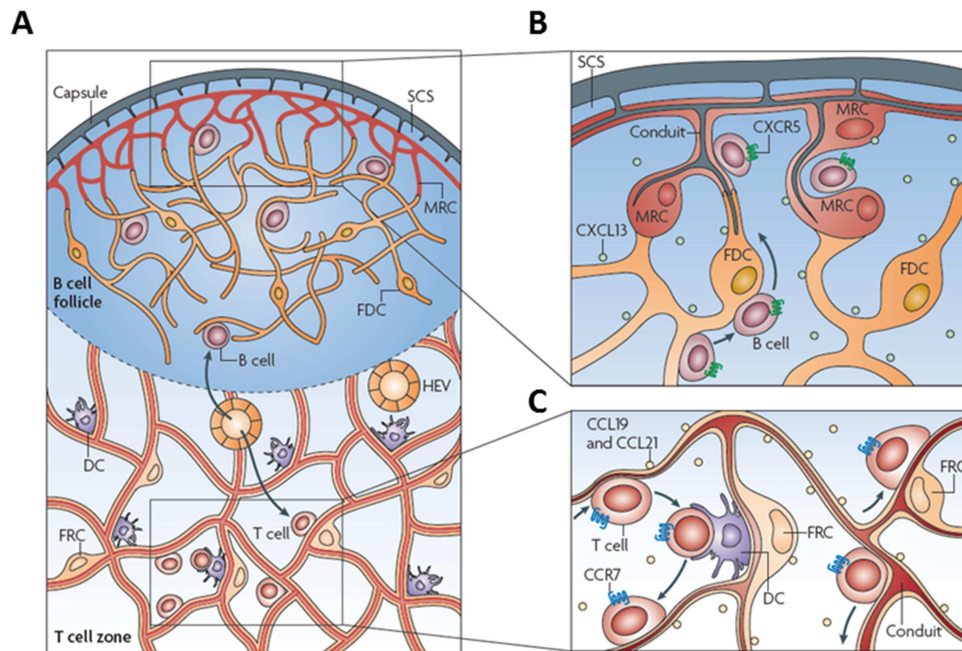 A
Capsule
SCS
MRC
B cell
follicle
FDC
B cell
HEV
DC
FRC
T cell
T cell zone
B
SCS
Conduit
CXCR5
MRC
MRC
MRC
CXCL13
FDC
FDC
B cell
C
CCL19
and CCL21
FRC
T cell
FRC
CCR7
DC
Conduit